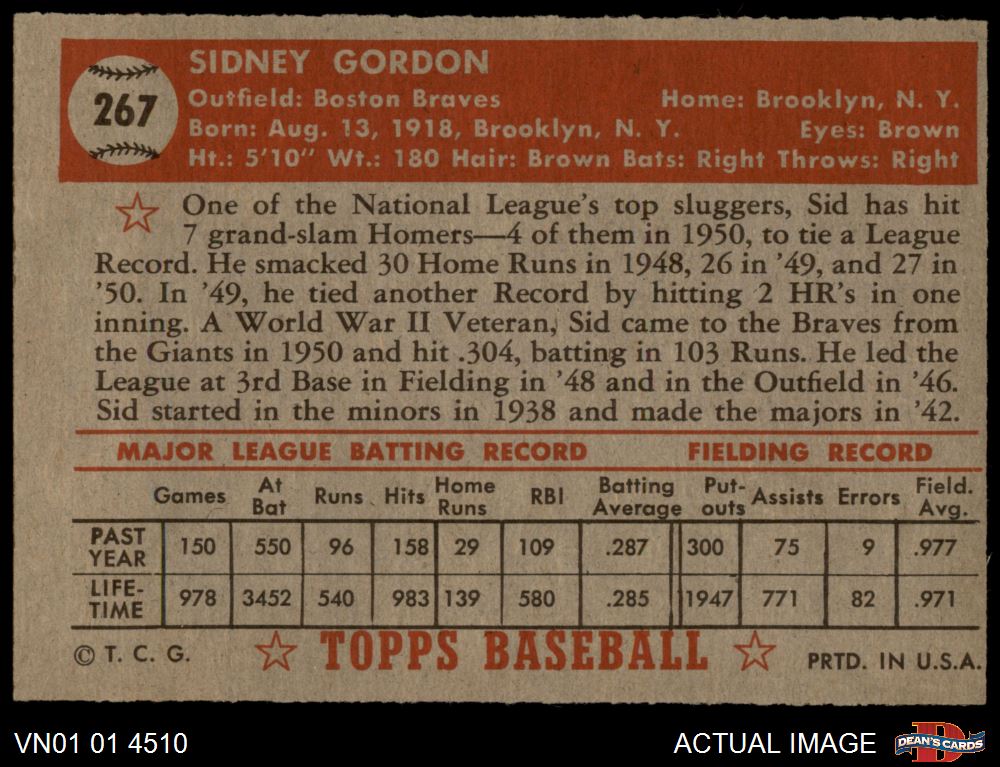 267
SIDNEY GORDON
Outfield: Boston Braves Home: Brooklyn, N. Y.
Born: Aug. 13, 1918, Brooklyn, N. Y. Eyes: Brown
Ht.: 5'10" Wt.: 180 Hair: Brown Bats: Right Throws: Right
One of the National League's top sluggers, Sid has hit
7 grand-slam Homers—4 of them in 1950, to tie a League
Record. He smacked 30 Home Runs in 1948, 26 in '49, and 27 in
'50. In '49, he tied another Record by hitting 2 HR's in one
inning. A World War II Veteran, Sid came to the Braves from
the Giants in 1950 and hit .304, batting in 103 Runs. He led the
League at 3rd Base in Fielding in '48 and in the Outfield in '46.
Sid started in the minors in 1938 and made the majors in '42.
MAJOR LEAGUE BATTING RECORD FIELDING RECORD
Games At Bat Runs Hits Home Runs RBI Batting Average Put-outs Assists Errors Field. Avg.
PAST YEAR 150 550 96 158 29 109 .287 300 75 9 .977
LIFE-TIME 978 3452 540 983 139 580 .285 1947 771 82 .971
© T. C. G. TOPPS BASEBALL PRTD. IN U.S.A.
VN01 01 4510 ACTUAL IMAGE DEAN'S CARDS